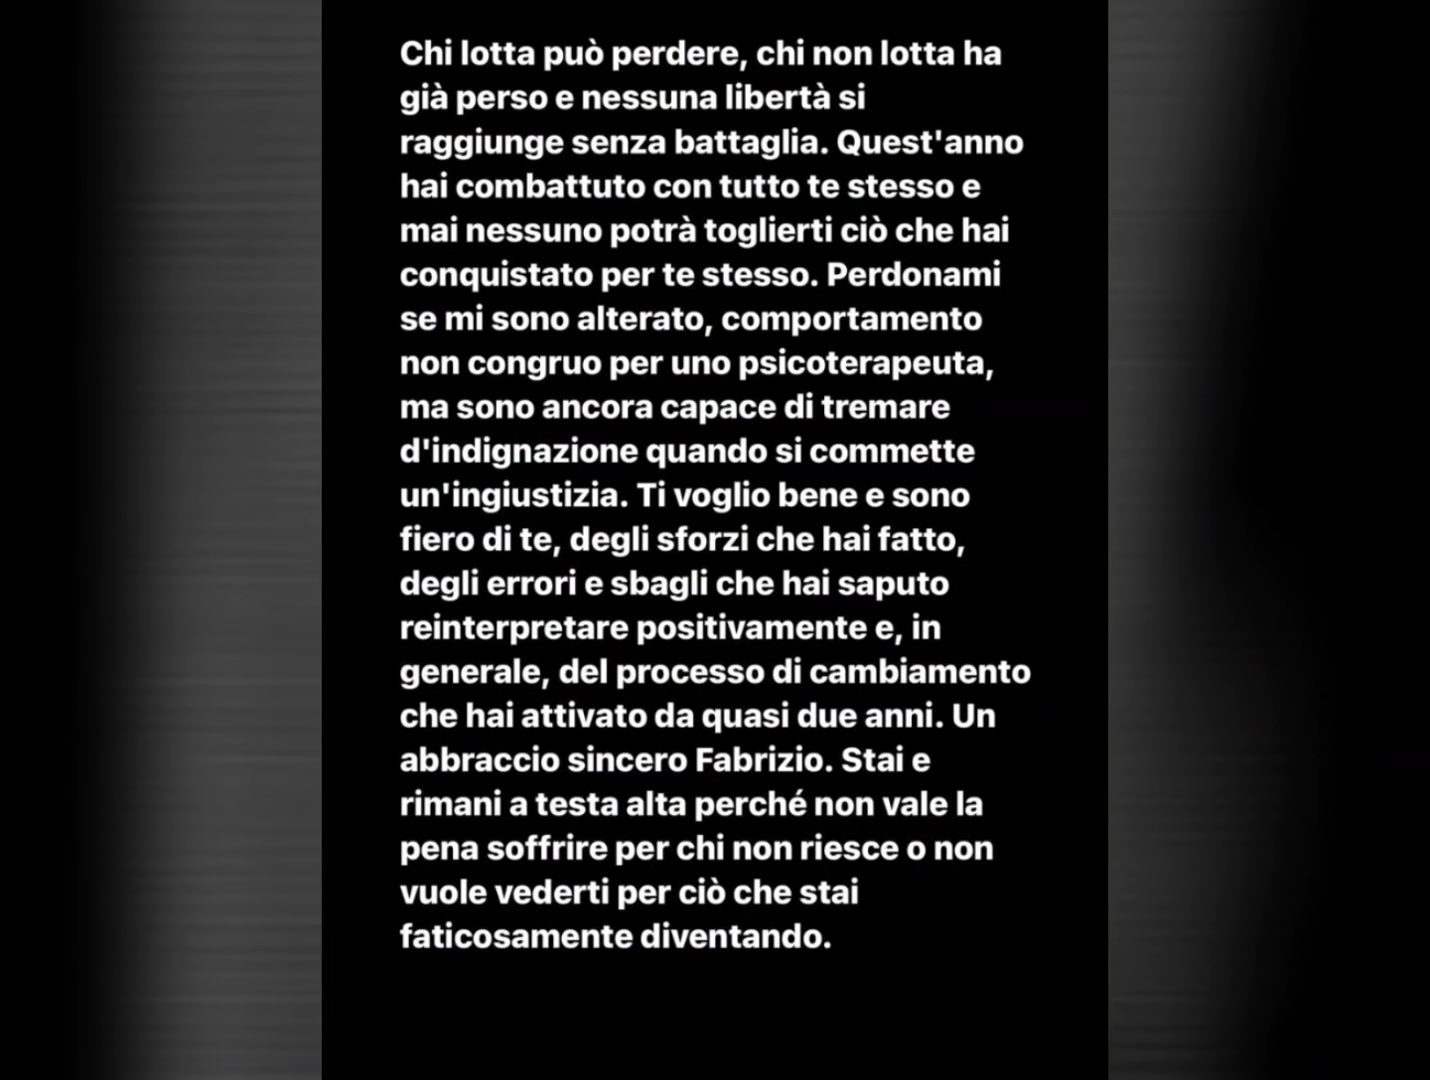 Chi lotta può perdere, chi non lotta ha
già perso e nessuna libertà si
raggiunge senza battaglia. Quest'anno
hai combattuto con tutto te stesso e
mai nessuno potrà toglierti ciò che hai
conquistato per te stesso. Perdonami
se mi sono alterato, comportamento
non congruo per uno psicoterapeuta,
ma sono ancora capace di tremare
d'indignazione quando si commette
un'ingiustizia. Ti voglio bene e sono
fiero di te, degli sforzi che hai fatto,
degli errori e sbagli che hai saputo
reinterpretare positivamente e, in
generale, del processo di cambiamento
che hai attivato da quasi due anni. Un
abbraccio sincero Fabrizio. Stai e
rimani a testa alta perché non vale la
pena soffrire per chi non riesce o non
vuole vederti per ciò che stai
faticosamente diventando.